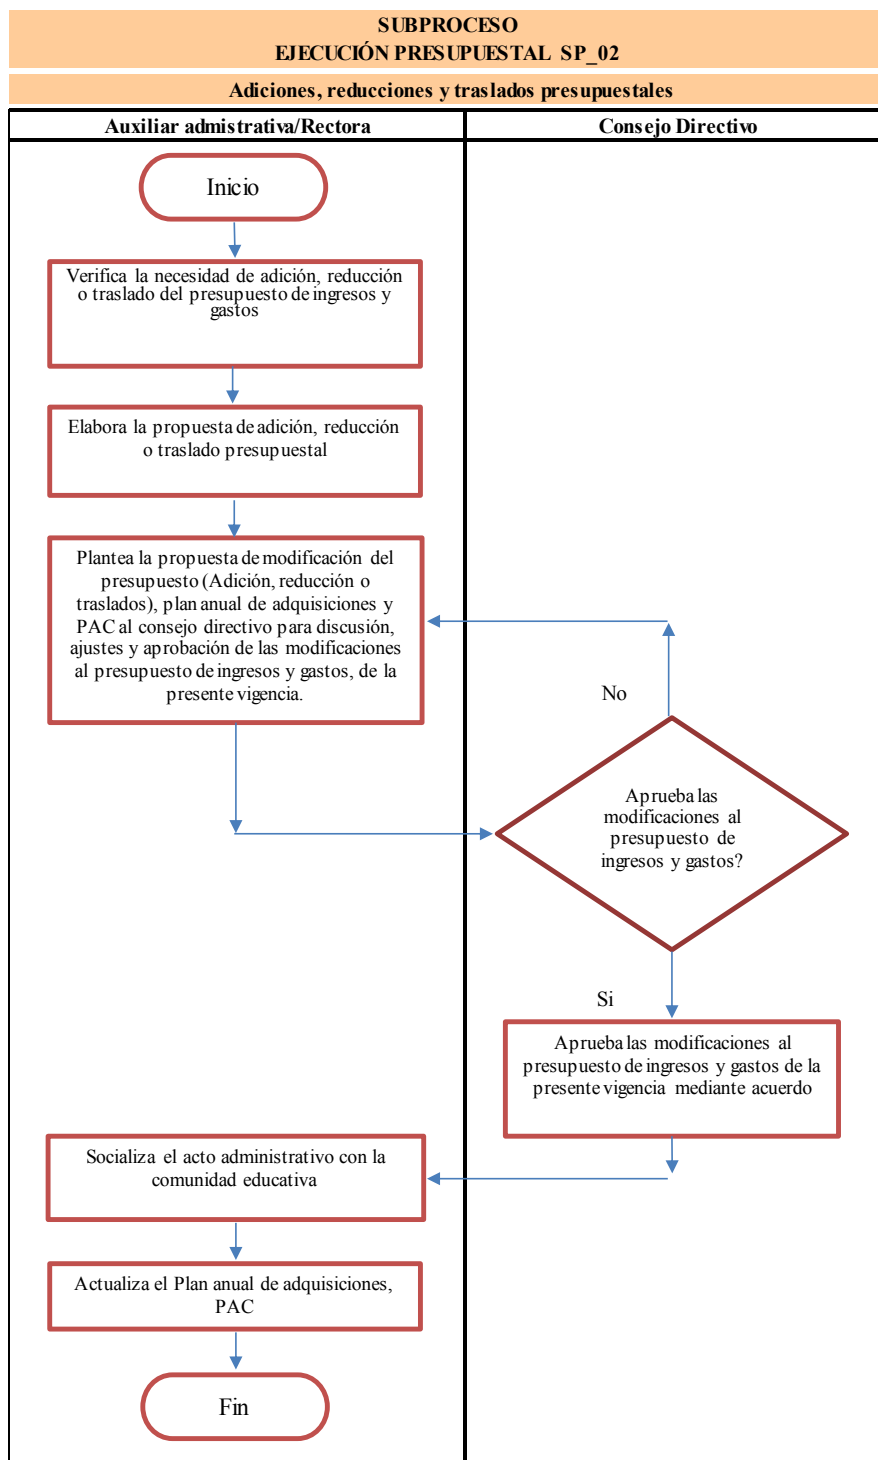 SUBPROCESO
EJECUCIÓN PRESUPUESTAL SP_02
Adiciones, reducciones y traslados presupuestales
Auxiliar admistrativa/Rectora
Consejo Directivo
Inicio
Verifica la necesidad de adición, reducción
o traslado del presupuesto de ingresos y
gastos
Elabora la propuesta de adición, reducción
o traslado presupuestal
Plantea la propuesta de modificación del
presupuesto (Adición, reducción o
traslados), plan anual de adquisiciones y
PAC al consejo directivo para discusión,
ajustes y aprobación de las modificaciones
al presupuesto de ingresos y gastos, de la
presente vigencia.
No
Aprueba las
modificaciones al
presupuesto de
ingresos y gastos?
Si
Aprueba las modificaciones al
presupuesto de ingresos y gastos de la
presente vigencia mediante acuerdo
Socializa el acto administrativo con la
comunidad educativa
Actualiza el Plan anual de adquisiciones,
PAC
Fin